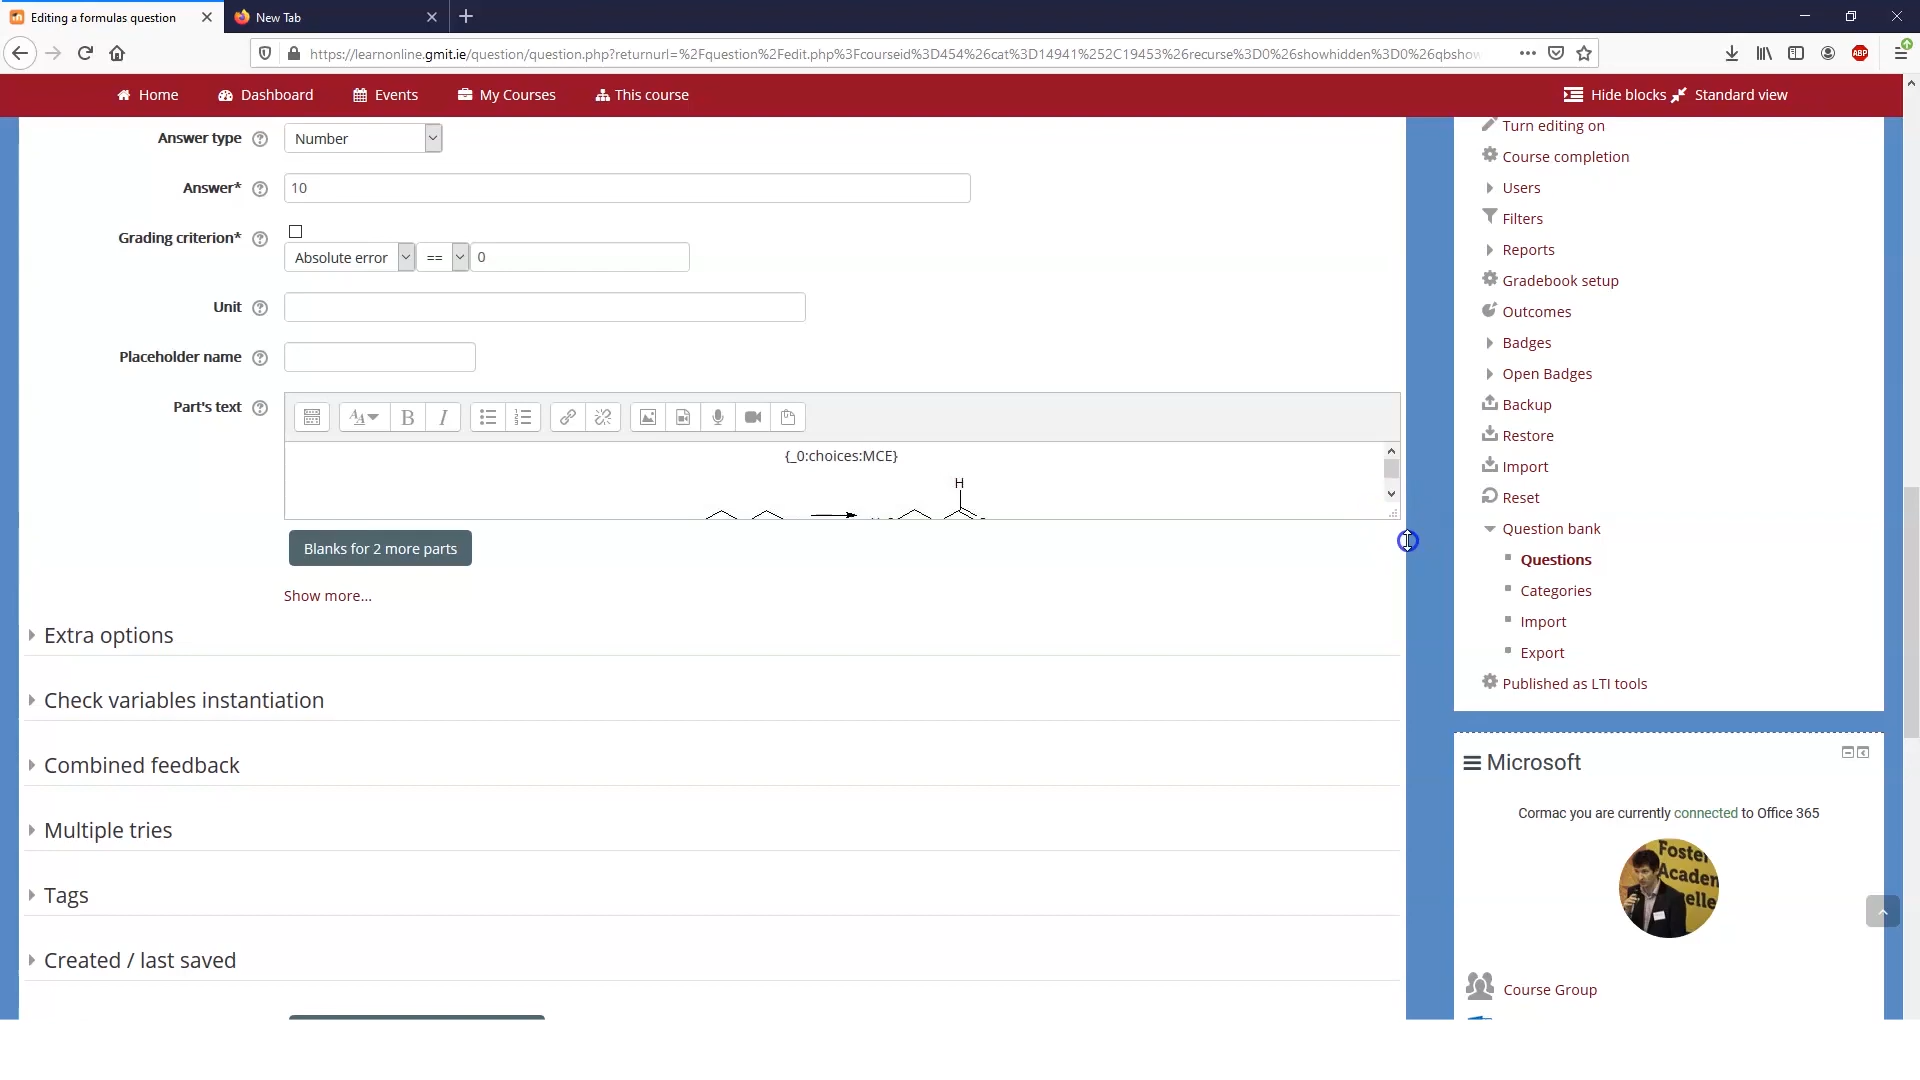 Editing a formulas question
New Tab
https://learnonline.gmit.ie/question/question.php?returnurl=%2Fquestion%2Fedit.php%3Fcourseid%3D454%26cat%3D14941%252C19453%26recurse%3D0%26showhidden%3D0%26qbshow
ABP
Home
Dashboard
Events
My Courses
This course
Hide blocks
Standard view
Answer type
Number
Answer*
10
Grading criterion*
Absolute error
==
0
Unit
Placeholder name
Part's text
{_0:choices:MCE}
H
Blanks for 2 more parts
Show more...
Extra options
Check variables instantiation
Combined feedback
Multiple tries
Tags
Created / last saved
Turn editing on
Course completion
Users
Filters
Reports
Gradebook setup
Outcomes
Badges
Open Badges
Backup
Restore
Import
Reset
Question bank
Questions
Categories
Import
Export
Published as LTI tools
Microsoft
Cormac you are currently connected to Office 365
Course Group